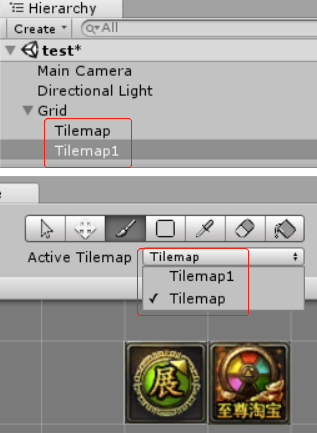 Hierarchy
Create
All
test*
Main Camera
Directional Light
Grid
Tilemap
Tilemap1
Active Tilemap
Tilemap
Tilemap1
✓ Tilemap
展
至尊淘宝